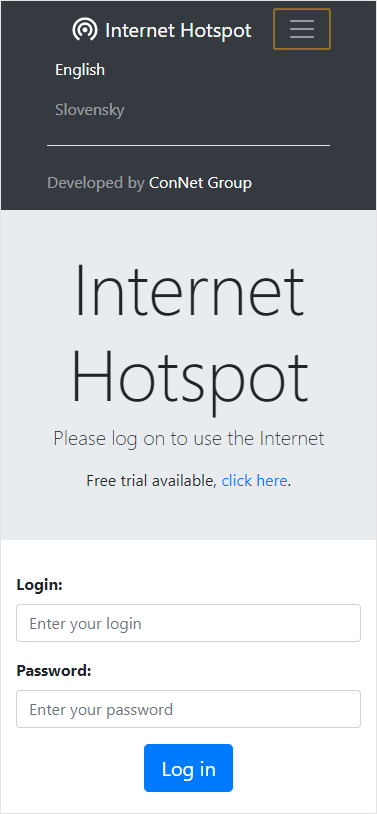 Internet Hotspot
English
Slovensky
Developed by ConNet Group
Internet
Hotspot
Please log on to use the Internet
Free trial available, click here.
Login:
Enter your login
Password:
Enter your password
Log in